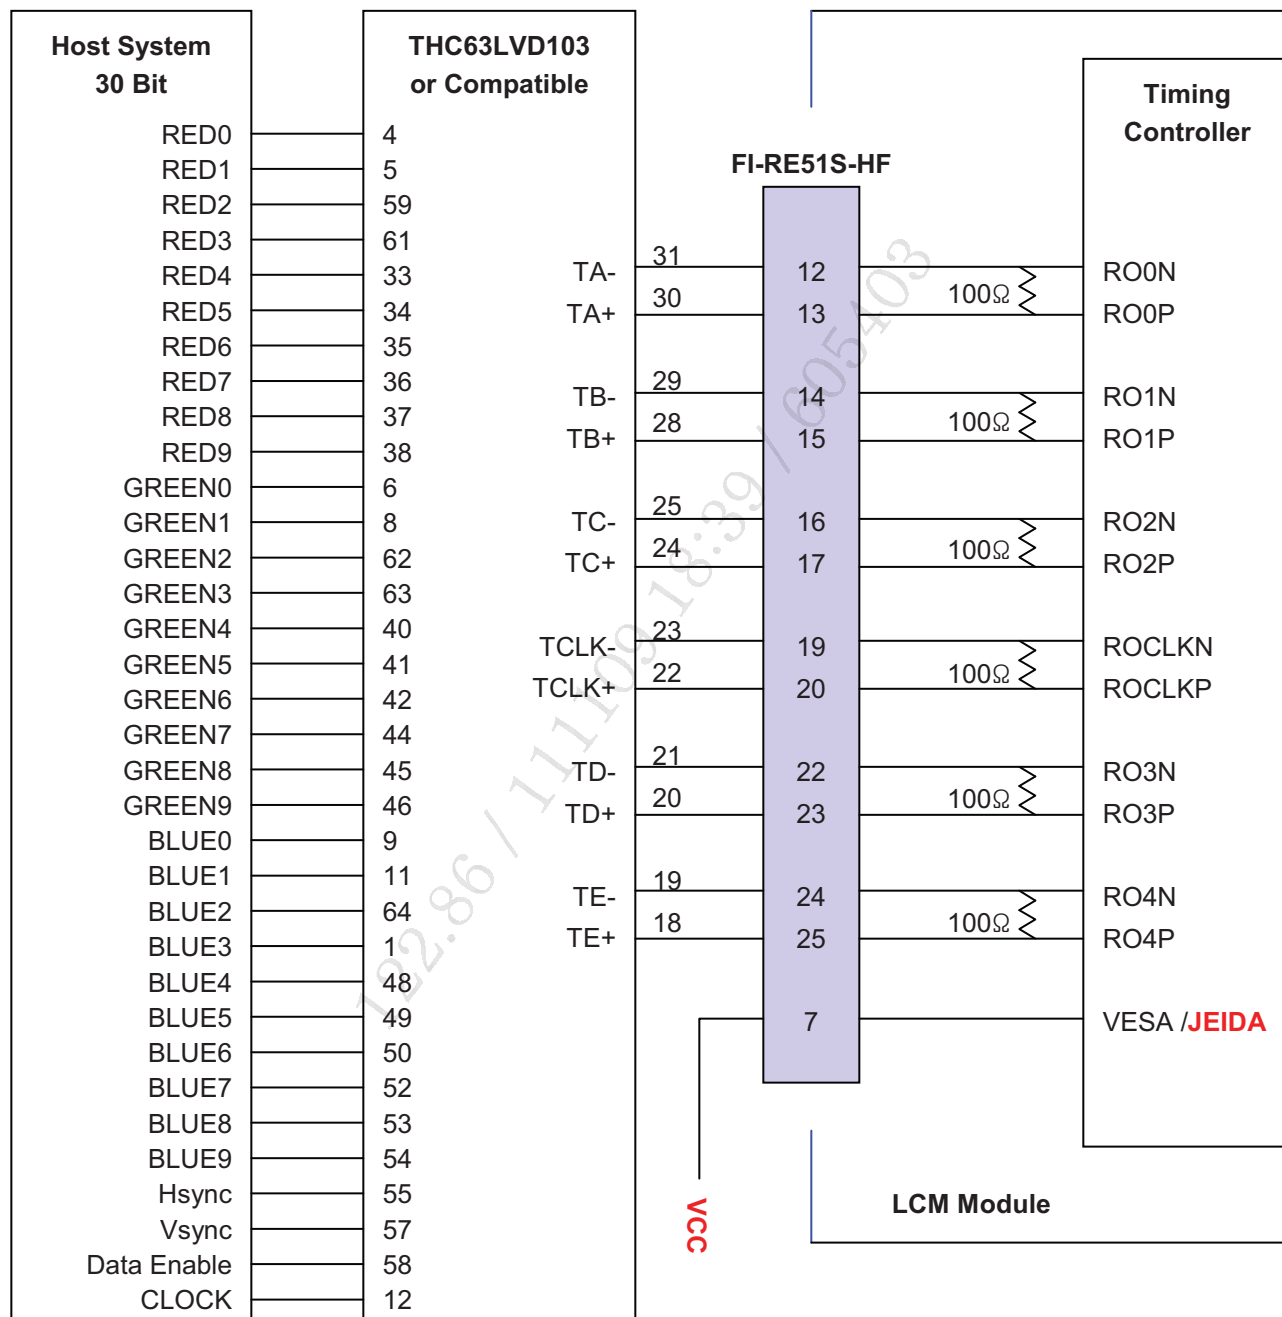 Host System
30 Bit
RED0
RED1
RED2
RED3
RED4
RED5
RED6
RED7
RED8
RED9
GREEN0
GREEN1
GREEN2
GREEN3
GREEN4
GREEN5
GREEN6
GREEN7
GREEN8
GREEN9
BLUE0
BLUE1
BLUE2
BLUE3
BLUE4
BLUE5
BLUE6
BLUE7
BLUE8
BLUE9
Hsync
Vsync
Data Enable
CLOCK
THC63LVD103
or Compatible
4
5
59
61
33
34
35
36
37
38
6
8
62
63
40
41
42
44
45
46
9
11
64
1
48
49
50
52
53
54
55
57
58
12
TA- 31
TA+ 30
TB- 29
TB+ 28
TC- 25
TC+ 24
TCLK- 23
TCLK+ 22
TD- 21
TD+ 20
TE- 19
TE+ 18
FI-RE51S-HF
12
13
14
15
16
17
19
20
22
23
24
25
7
VCC
100Ω
100Ω
100Ω
100Ω
100Ω
100Ω
Timing
Controller
RO0N
RO0P
RO1N
RO1P
RO2N
RO2P
ROCLKN
ROCLKP
RO3N
RO3P
RO4N
RO4P
VESA /JEIDA
LCM Module
122.86 / 111109 18:39 / 605403